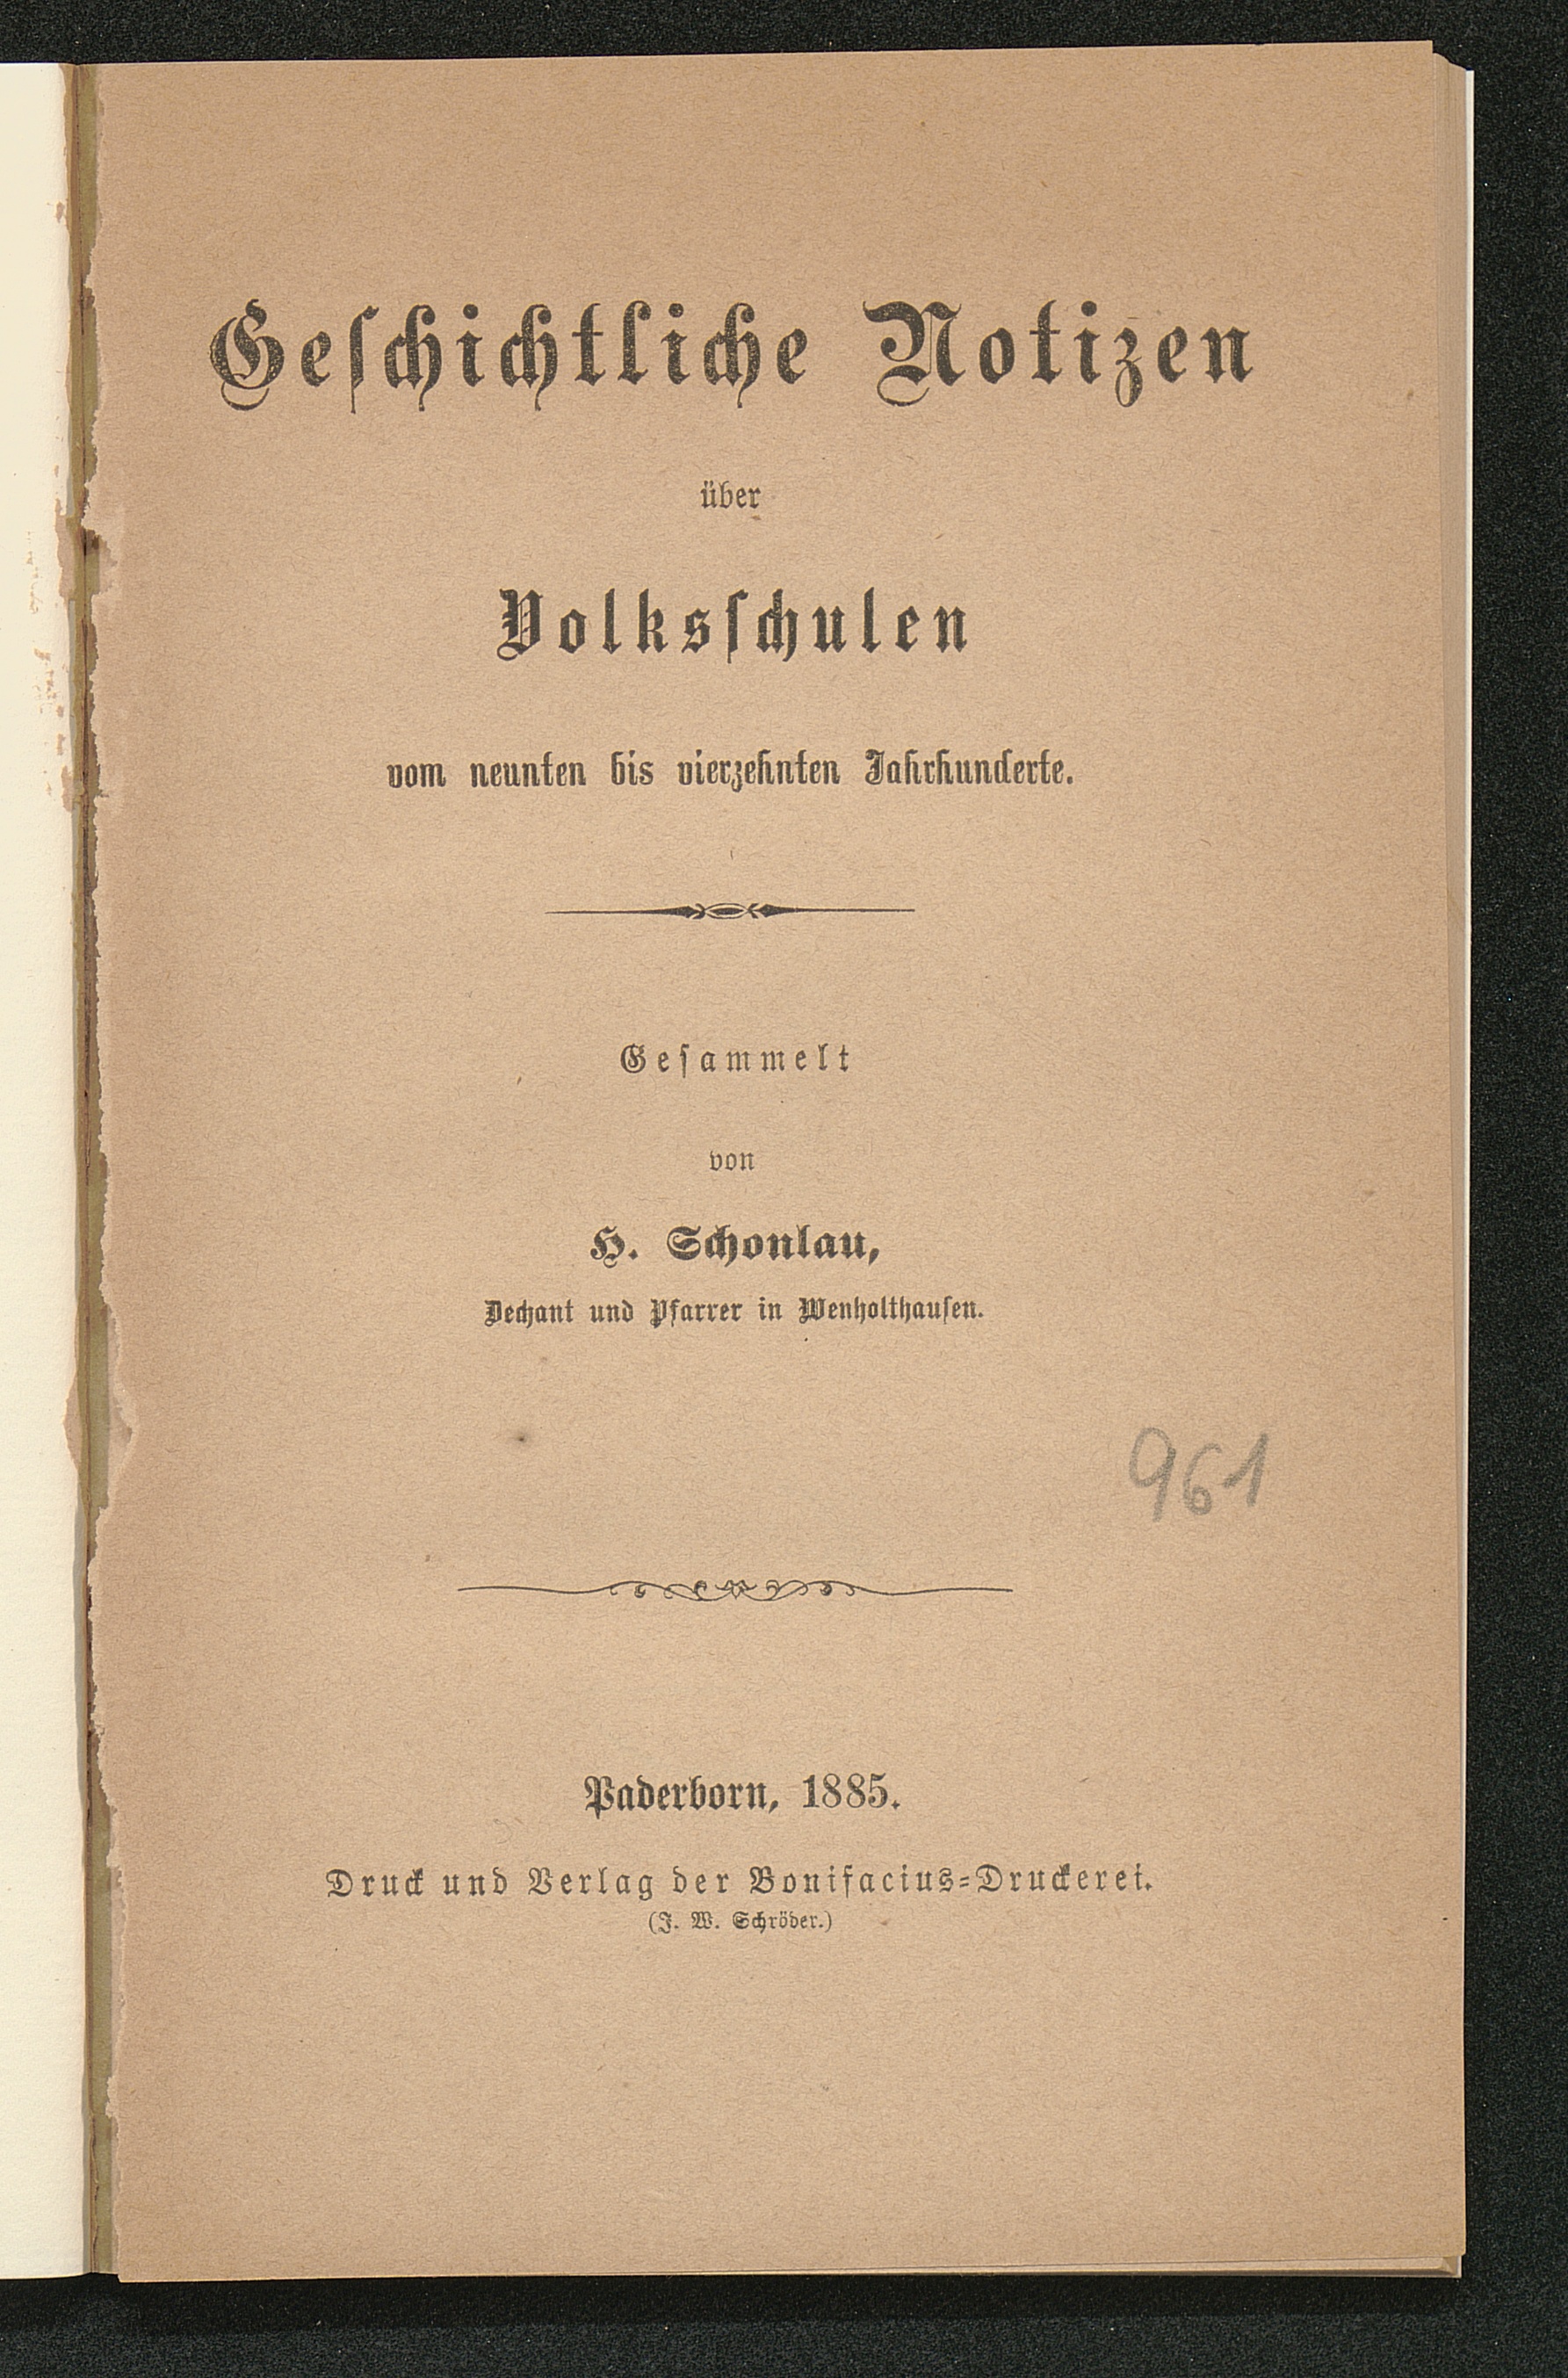 Geſchichtliche Notizen
über
Volksſchulen
vom neunten bis vierzehnten Jahrhunderte.
Geſammelt
von
H. Schonlau,
Dechant und Pfarrer in Wenholthauſen.
961
Paderborn, 1885.
Druck und Verlag der Bonifacius-Druckerei.
(J. W. Schröder.)